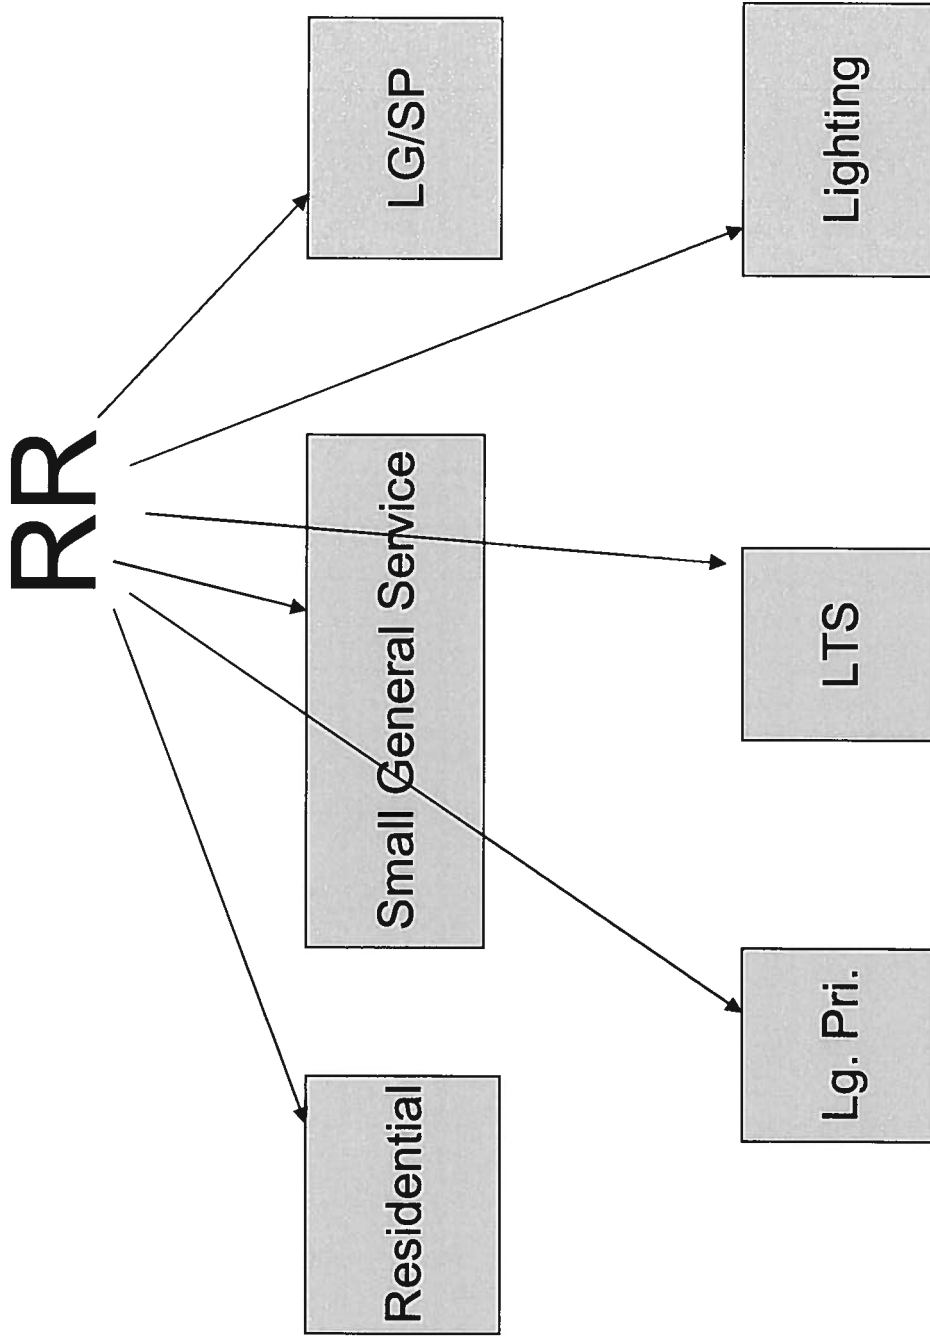 RR
Residential
Small General Service
LG/SP
Lg. Pri.
LTS
Lighting